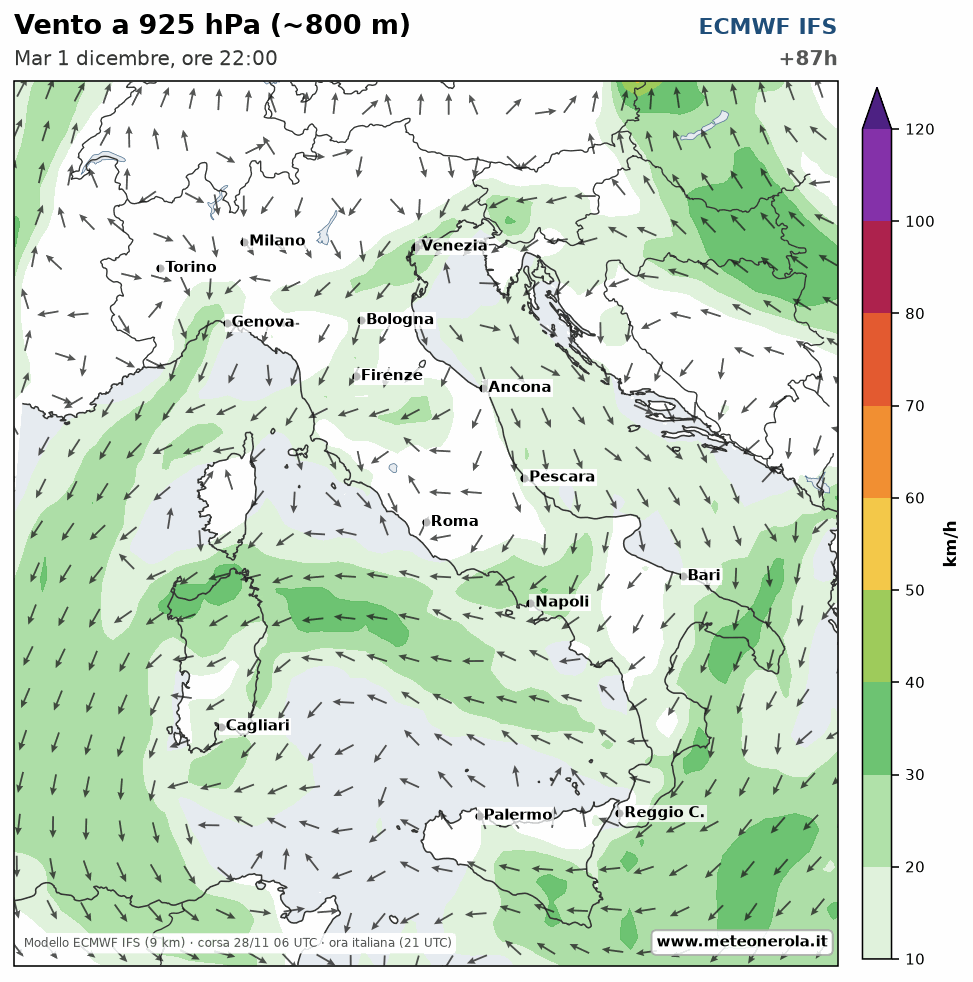 Vento a 925 hPa (~800 m)
ECMWF IFS
Mar 1 dicembre, ore 22:00
+87h
Milano
Venezia
Torino
Genova
Bologna
Firenze
Ancona
Pescara
Roma
Bari
Napoli
Cagliari
Palermo
Reggio C.
Modello ECMWF IFS (9 km) · corsa 28/11 06 UTC · ora italiana (21 UTC)
www.meteonerola.it
120
100
80
70
60
50
40
30
20
10
km/h